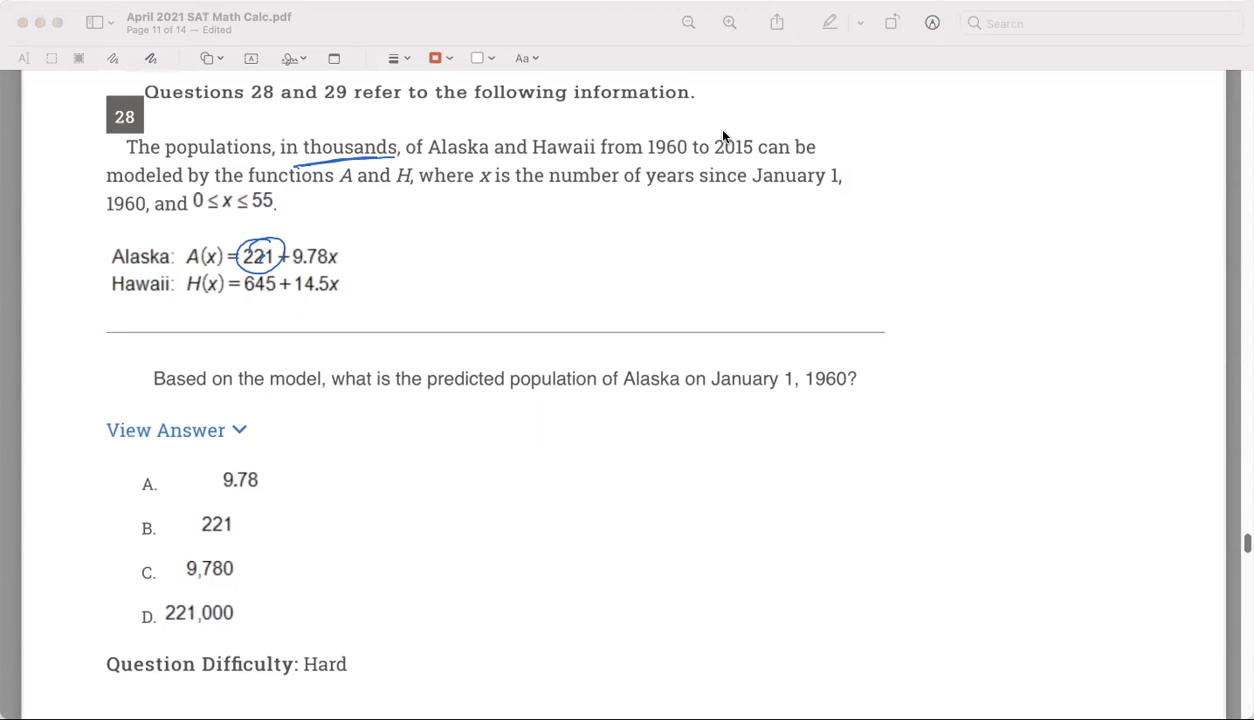 April 2021 SAT Math Calc.pdf
Page 11 of 14 — Edited
Search
Aa
Questions 28 and 29 refer to the following information.
28
The populations, in thousands, of Alaska and Hawaii from 1960 to 2015 can be
modeled by the functions A and H, where x is the number of years since January 1,
1960, and 0 ≤ x ≤ 55.
Alaska: A(x) = 221 + 9.78x
Hawaii: H(x) = 645 + 14.5x
Based on the model, what is the predicted population of Alaska on January 1, 1960?
View Answer
A. 9.78
B. 221
C. 9,780
D. 221,000
Question Difficulty: Hard